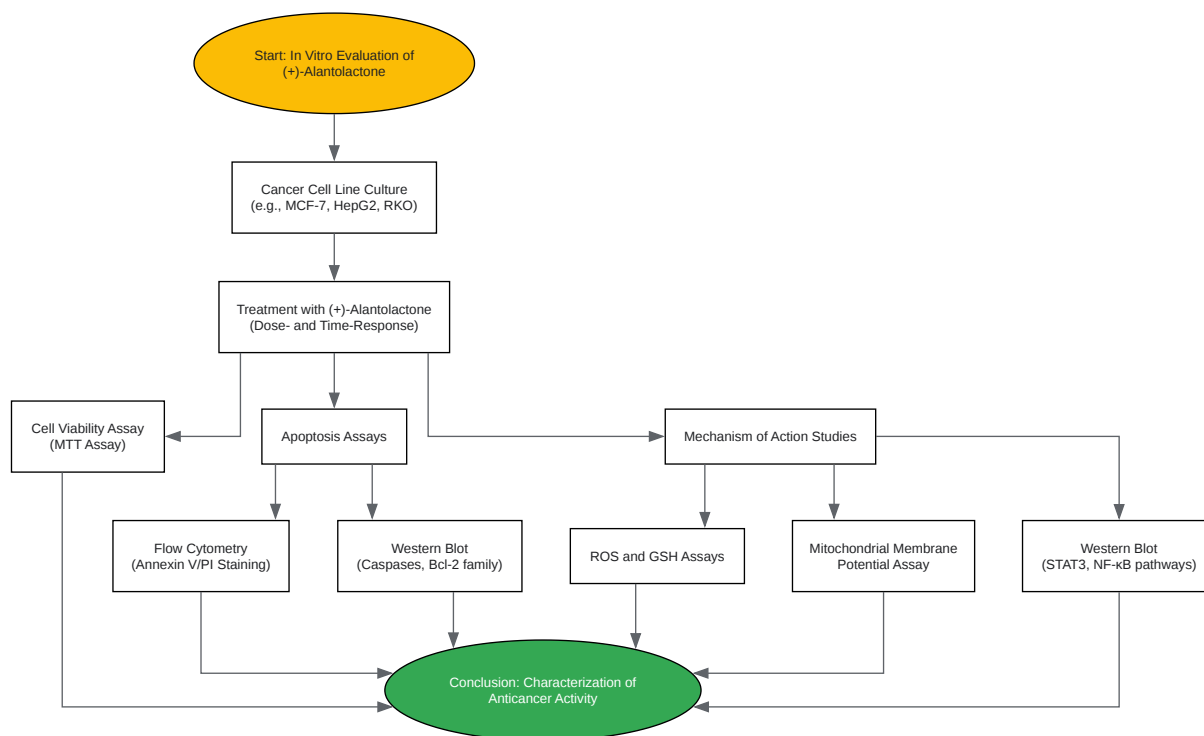 Start: In Vitro Evaluation of
(+)-Alantolactone
Cancer Cell Line Culture
(e.g., MCF-7, HepG2, RKO)
Treatment with (+)-Alantolactone
(Dose- and Time-Response)
Cell Viability Assay
(MTT Assay)
Apoptosis Assays
Mechanism of Action Studies
Flow Cytometry
(Annexin V/PI Staining)
Western Blot
(Caspases, Bcl-2 family)
ROS and GSH Assays
Mitochondrial Membrane
Potential Assay
Western Blot
(STAT3, NF-κB pathways)
Conclusion: Characterization of
Anticancer Activity